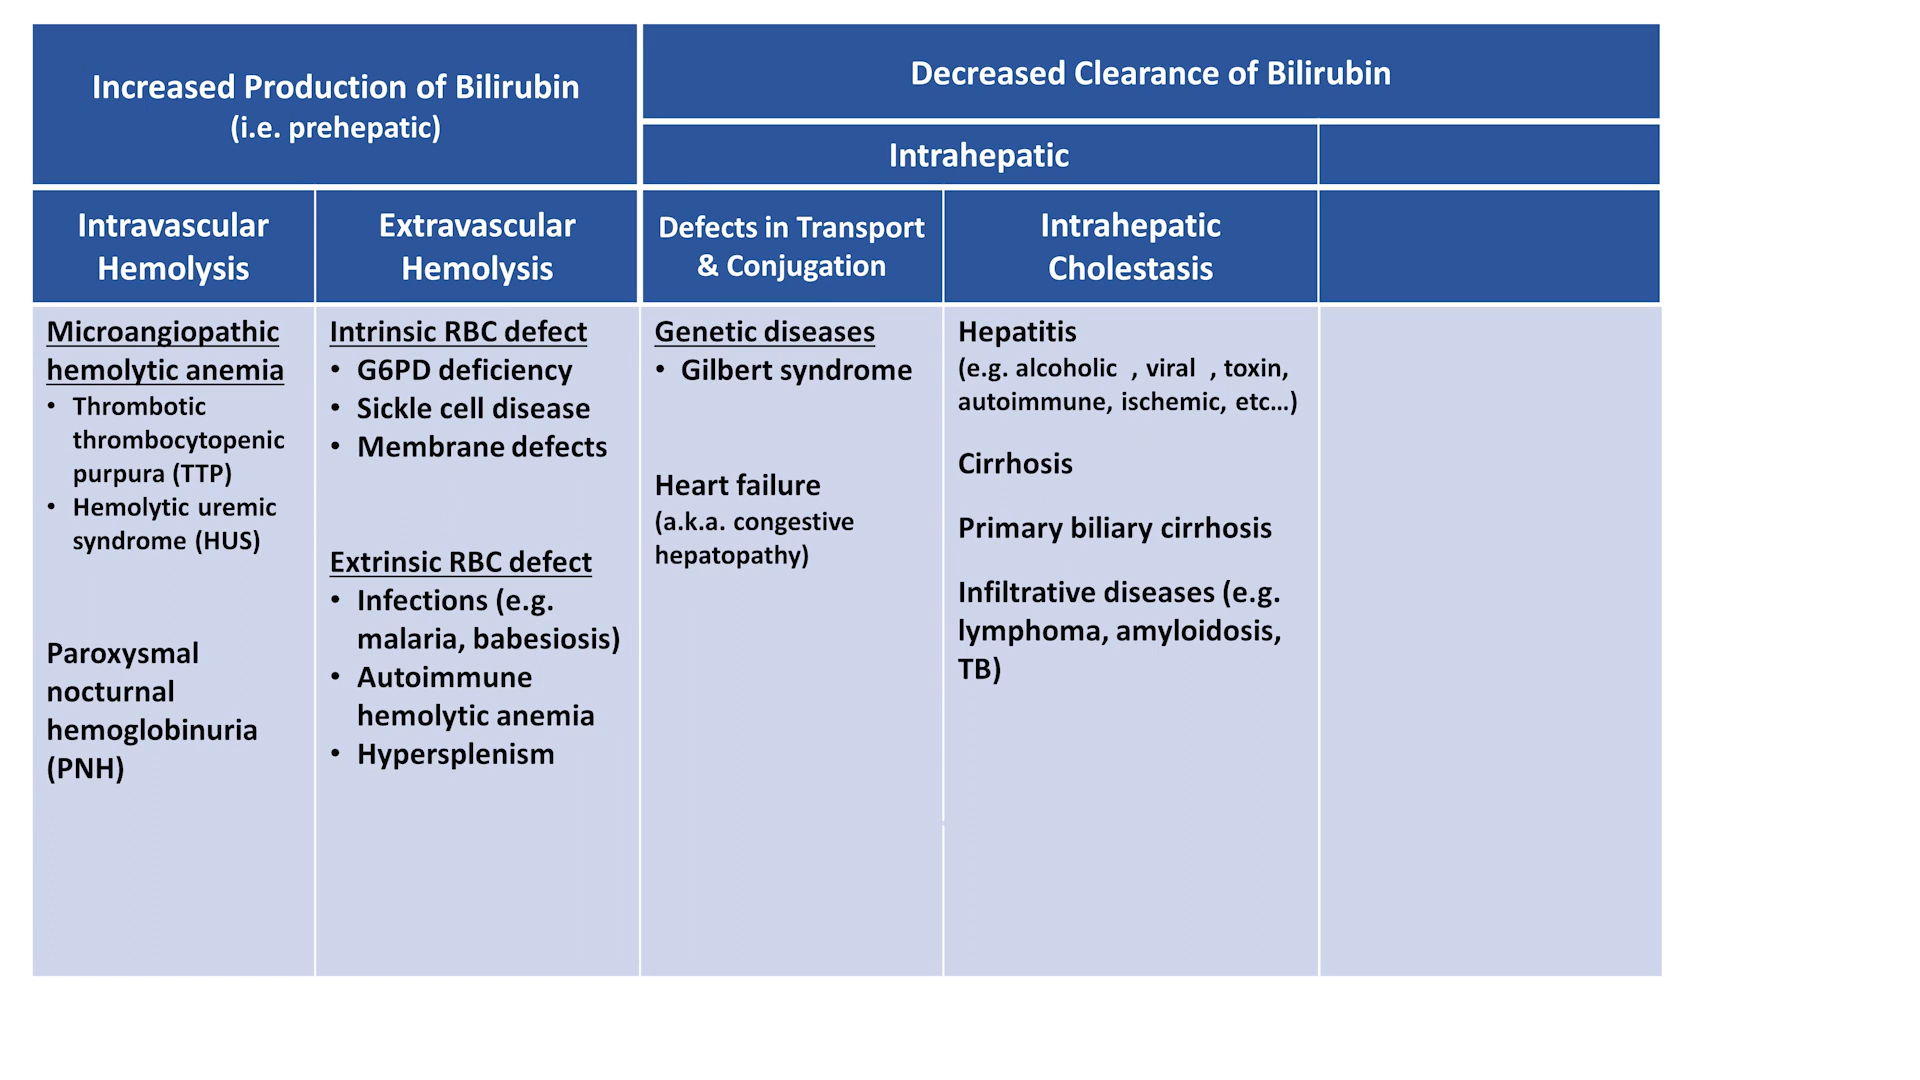 Increased Production of Bilirubin
(i.e. prehepatic)
Decreased Clearance of Bilirubin
Intrahepatic
Intravascular
Hemolysis
Extravascular
Hemolysis
Defects in Transport
& Conjugation
Intrahepatic
Cholestasis
Microangiopathic
hemolytic anemia
• Thrombotic
thrombocytopenic
purpura (TTP)
• Hemolytic uremic
syndrome (HUS)
Paroxysmal
nocturnal
hemoglobinuria
(PNH)
Intrinsic RBC defect
• G6PD deficiency
• Sickle cell disease
• Membrane defects
Extrinsic RBC defect
• Infections (e.g.
malaria, babesiosis)
• Autoimmune
hemolytic anemia
• Hypersplenism
Genetic diseases
• Gilbert syndrome
Heart failure
(a.k.a. congestive
hepatopathy)
Hepatitis
(e.g. alcoholic , viral , toxin,
autoimmune, ischemic, etc...)
Cirrhosis
Primary biliary cirrhosis
Infiltrative diseases (e.g.
lymphoma, amyloidosis,
TB)